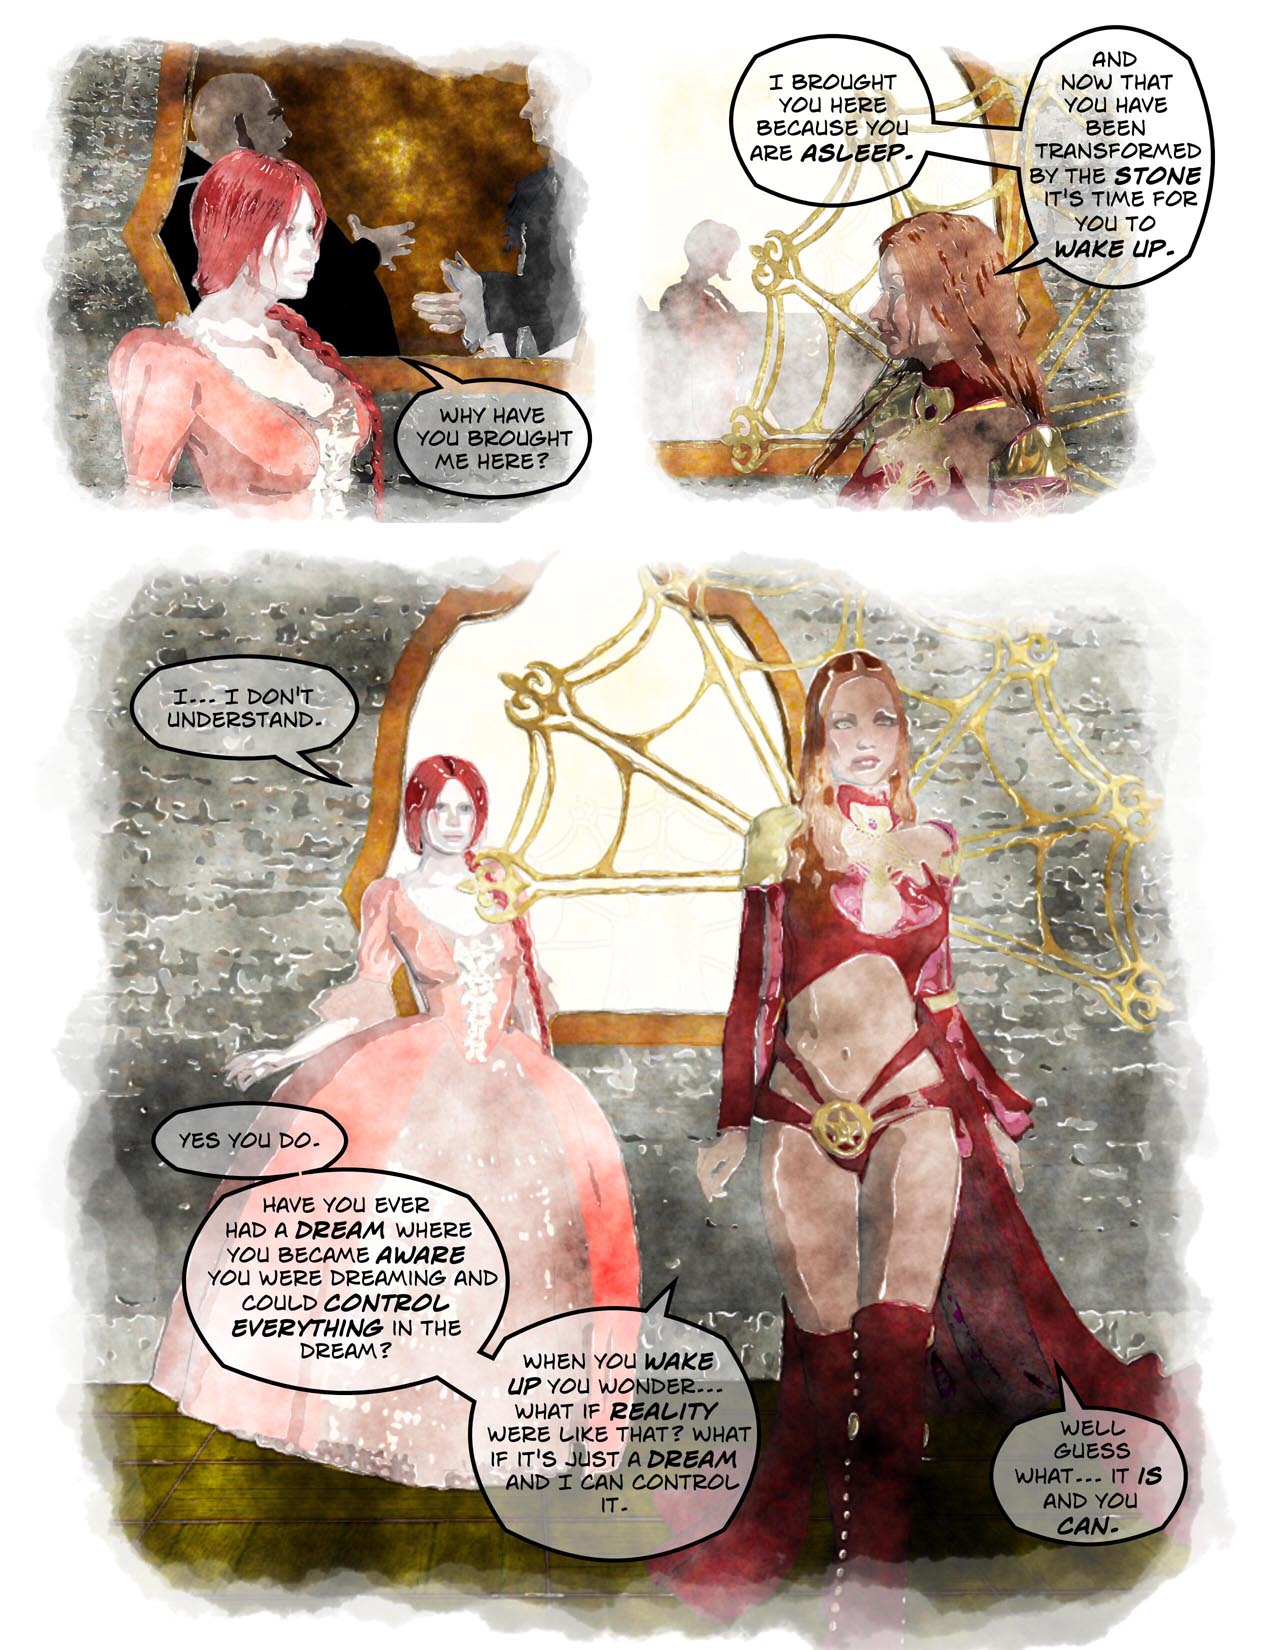 WHY HAVE
YOU BROUGHT
ME HERE?
I BROUGHT
YOU HERE
BECAUSE YOU
ARE ASLEEP.
AND
NOW THAT
YOU HAVE
BEEN
TRANSFORMED
BY THE STONE
IT'S TIME FOR
YOU TO
WAKE UP.
I... I DON'T
UNDERSTAND.
YES YOU DO.
HAVE YOU EVER
HAD A DREAM WHERE
YOU BECAME AWARE
YOU WERE DREAMING AND
COULD CONTROL
EVERYTHING IN THE
DREAM?
WHEN YOU WAKE
UP YOU WONDER...
WHAT IF REALITY
WERE LIKE THAT? WHAT
IF IT'S JUST A DREAM
AND I CAN CONTROL
IT.
WELL
GUESS
WHAT... IT IS
AND YOU
CAN.